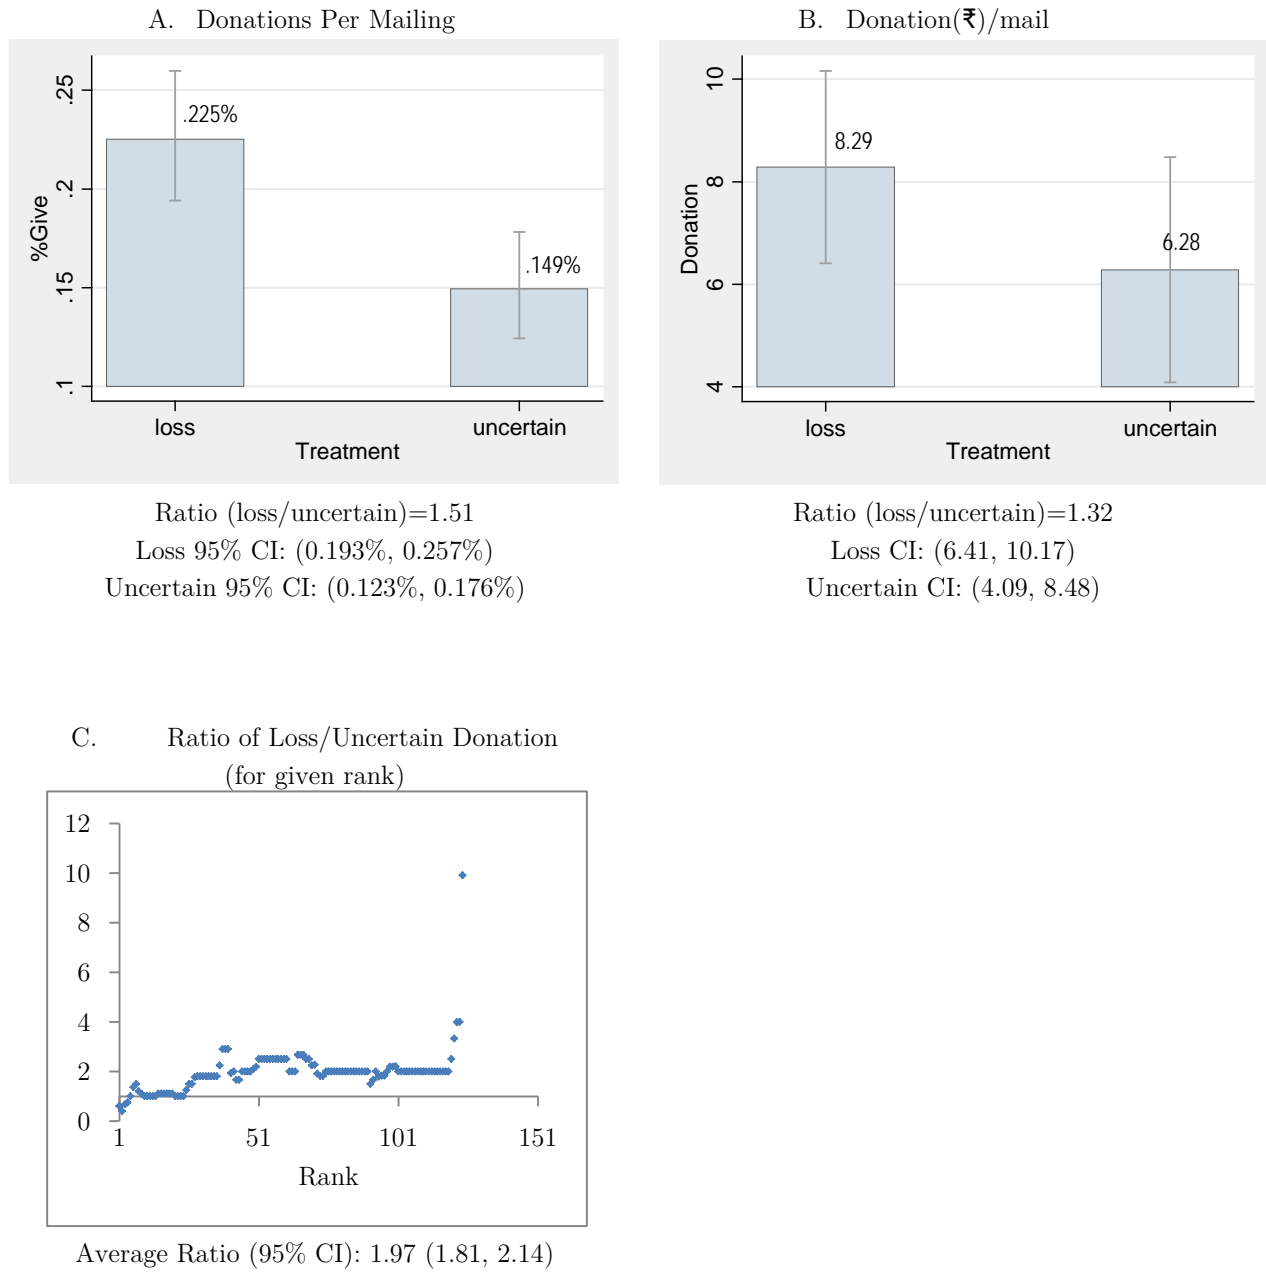 A. Donations Per Mailing
%Give
.25
.2
.15
.1
.225%
.149%
loss
uncertain
Treatment
Ratio (loss/uncertain)=1.51
Loss 95% CI: (0.193%, 0.257%)
Uncertain 95% CI: (0.123%, 0.176%)
B. Donation(₹)/mail
Donation
10
8
6
4
8.29
6.28
loss
uncertain
Treatment
Ratio (loss/uncertain)=1.32
Loss CI: (6.41, 10.17)
Uncertain CI: (4.09, 8.48)
C. Ratio of Loss/Uncertain Donation
(for given rank)
12
10
8
6
4
2
0
1 51 101 151
Rank
Average Ratio (95% CI): 1.97 (1.81, 2.14)